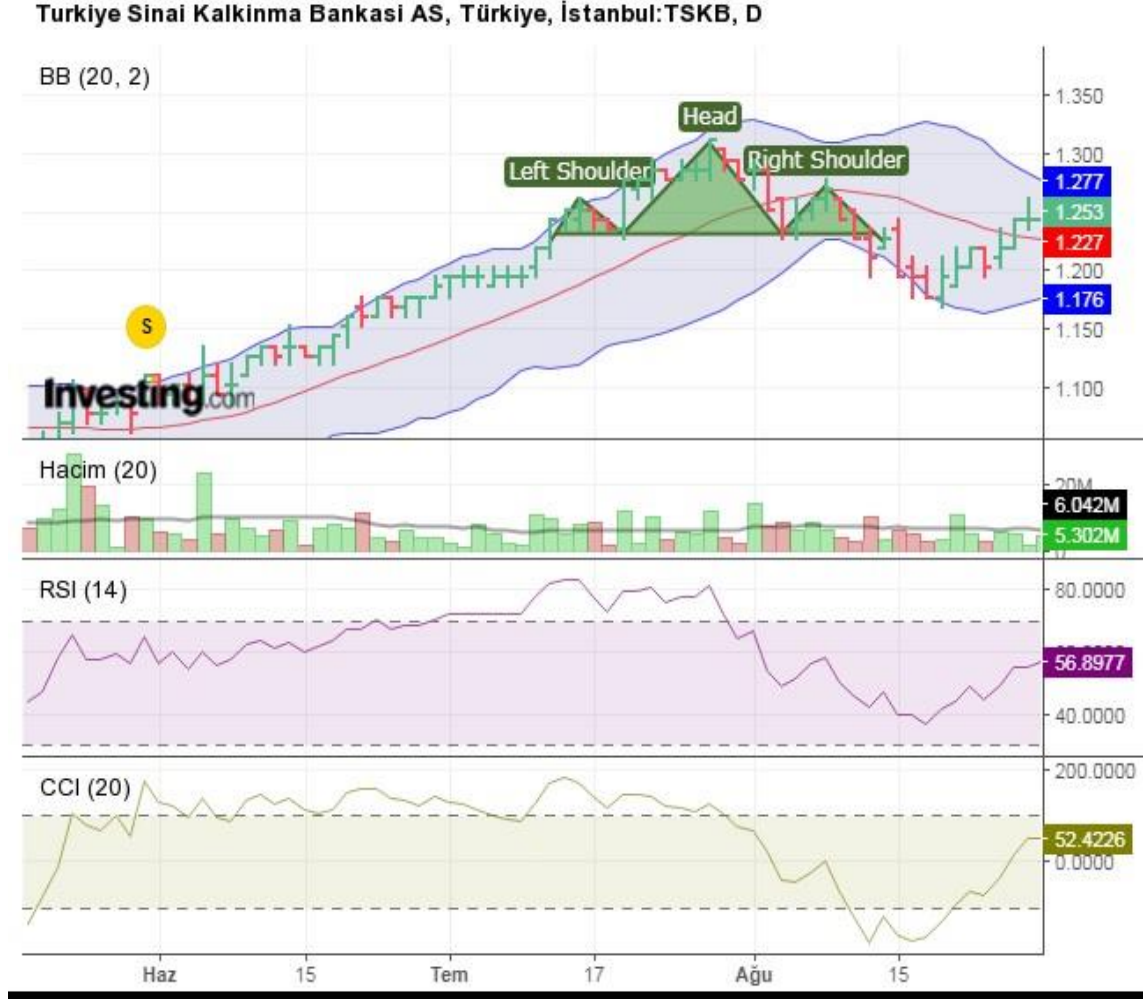 Turkiye Sinai Kalkinma Bankasi AS, Türkiye, İstanbul:TSKB, D
BB (20, 2)
1.350
Head
1.300
Left Shoulder
Right Shoulder
1.277
1.253
1.227
1.200
1.176
S
1.150
Investing.com
1.100
Hacim (20)
20M
6.042M
5.302M
0
RSI (14)
80.0000
56.8977
40.0000
CCI (20)
200.0000
52.4226
0.0000
Haz 15 Tem 17 Ağu 15